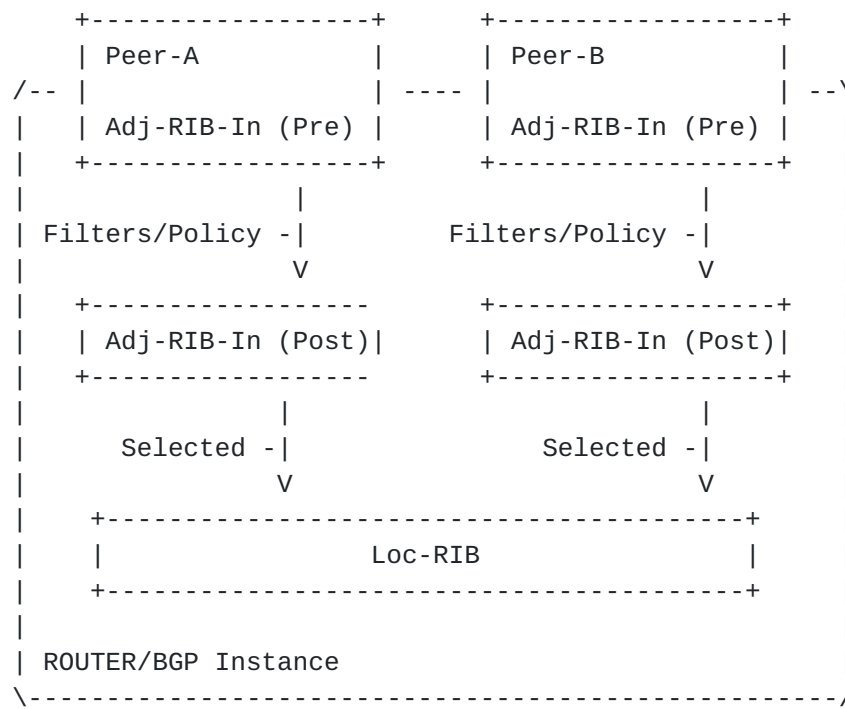 Peer-A Peer-B
Adj-RIB-In (Pre) Adj-RIB-In (Pre)
Filters/Policy Filters/Policy
V V
Adj-RIB-In (Post) Adj-RIB-In (Post)
Selected Selected
V V
Loc-RIB
ROUTER/BGP Instance